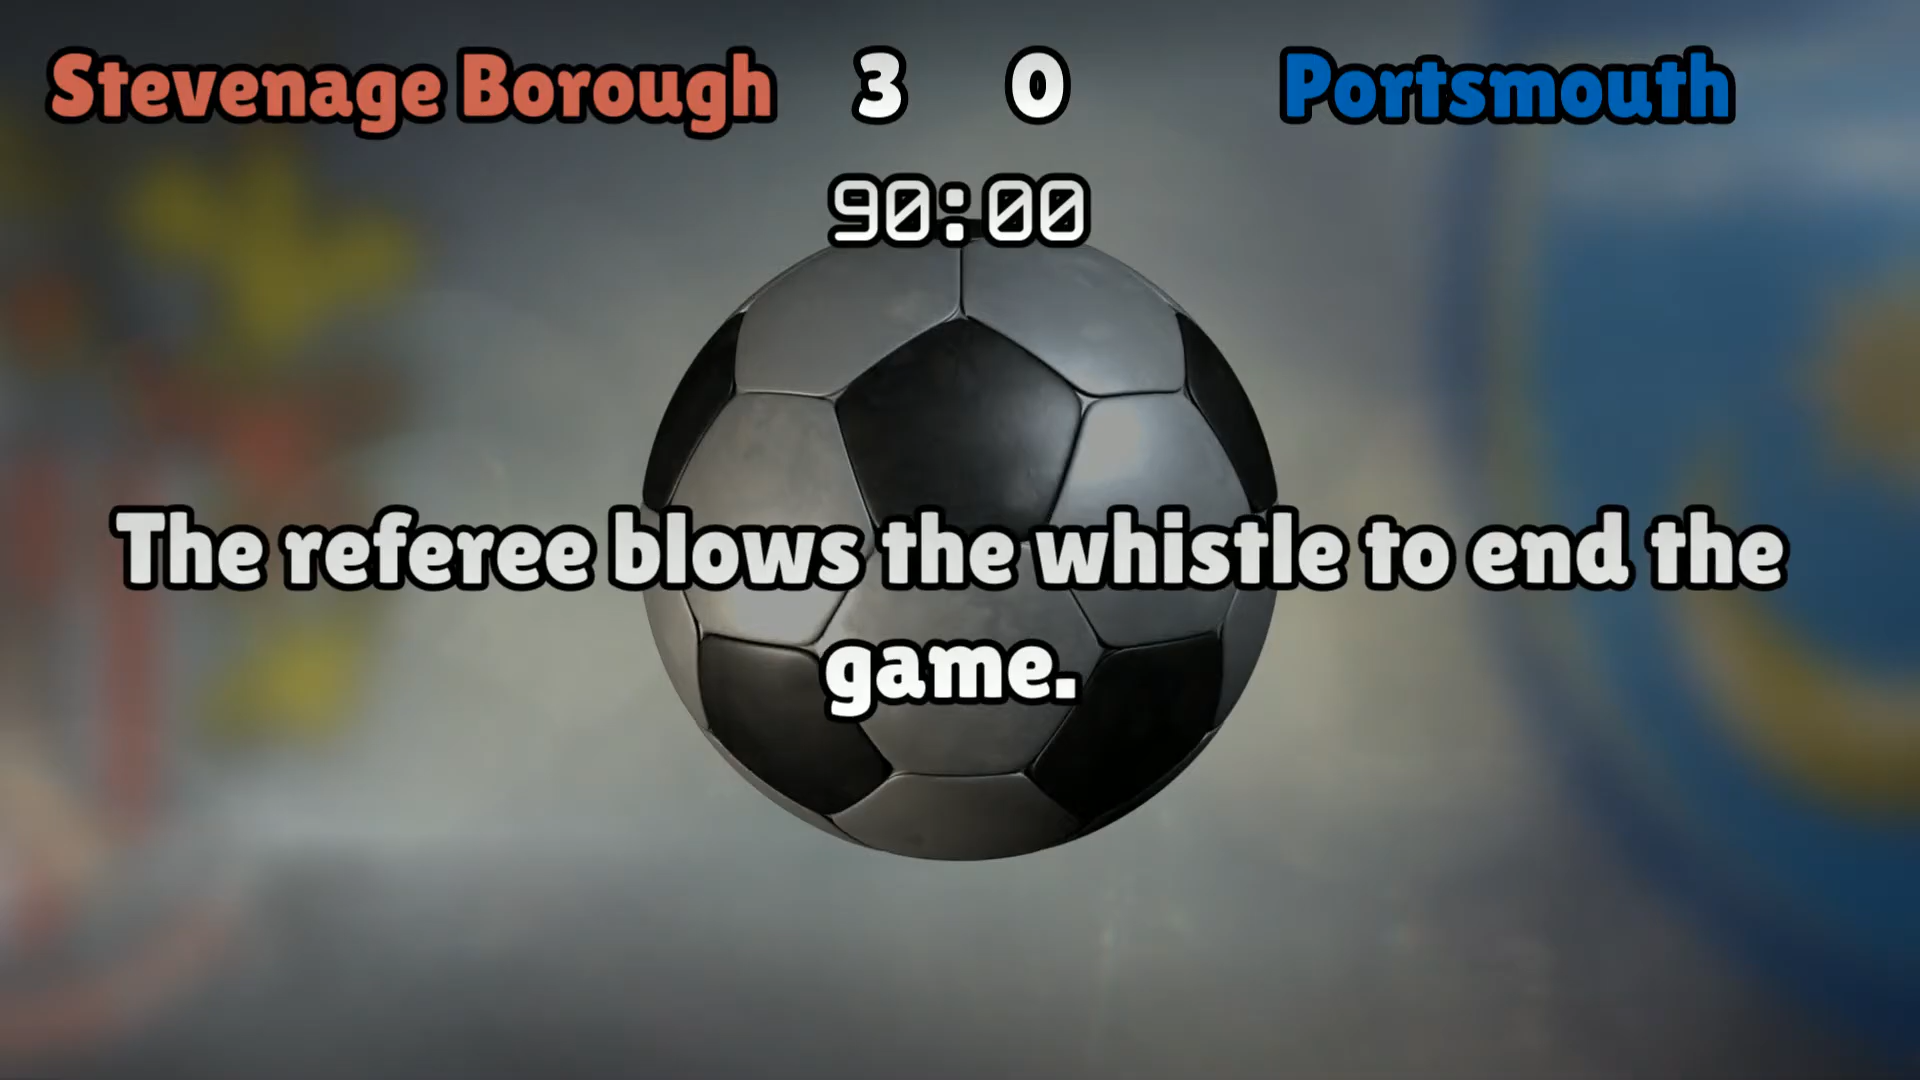 Stevenage Borough 3 0 Portsmouth
90:00
The referee blows the whistle to end the
game.